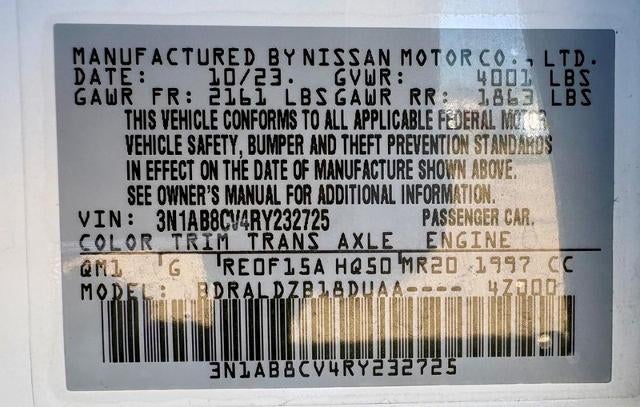 MANUFACTURED BY NISSAN MOTOR CO., LTD.
DATE: 10/23. GVWR: 4001 LBS
GAWR FR: 2161 LBS GAWR RR: 1863 LBS
THIS VEHICLE CONFORMS TO ALL APPLICABLE FEDERAL MOTOR
VEHICLE SAFETY, BUMPER AND THEFT PREVENTION STANDARDS
IN EFFECT ON THE DATE OF MANUFACTURE SHOWN ABOVE.
SEE OWNER'S MANUAL FOR ADDITIONAL INFORMATION.
VIN: 3N1AB8CV4RY232725 PASSENGER CAR.
COLOR TRIM TRANS AXLE ENGINE
QM1 G RE0F15A HQ50 MR20 1997 CC
MODEL: BDRALDZB18DUAA---- 4Z000
3N1AB8CV4RY232725